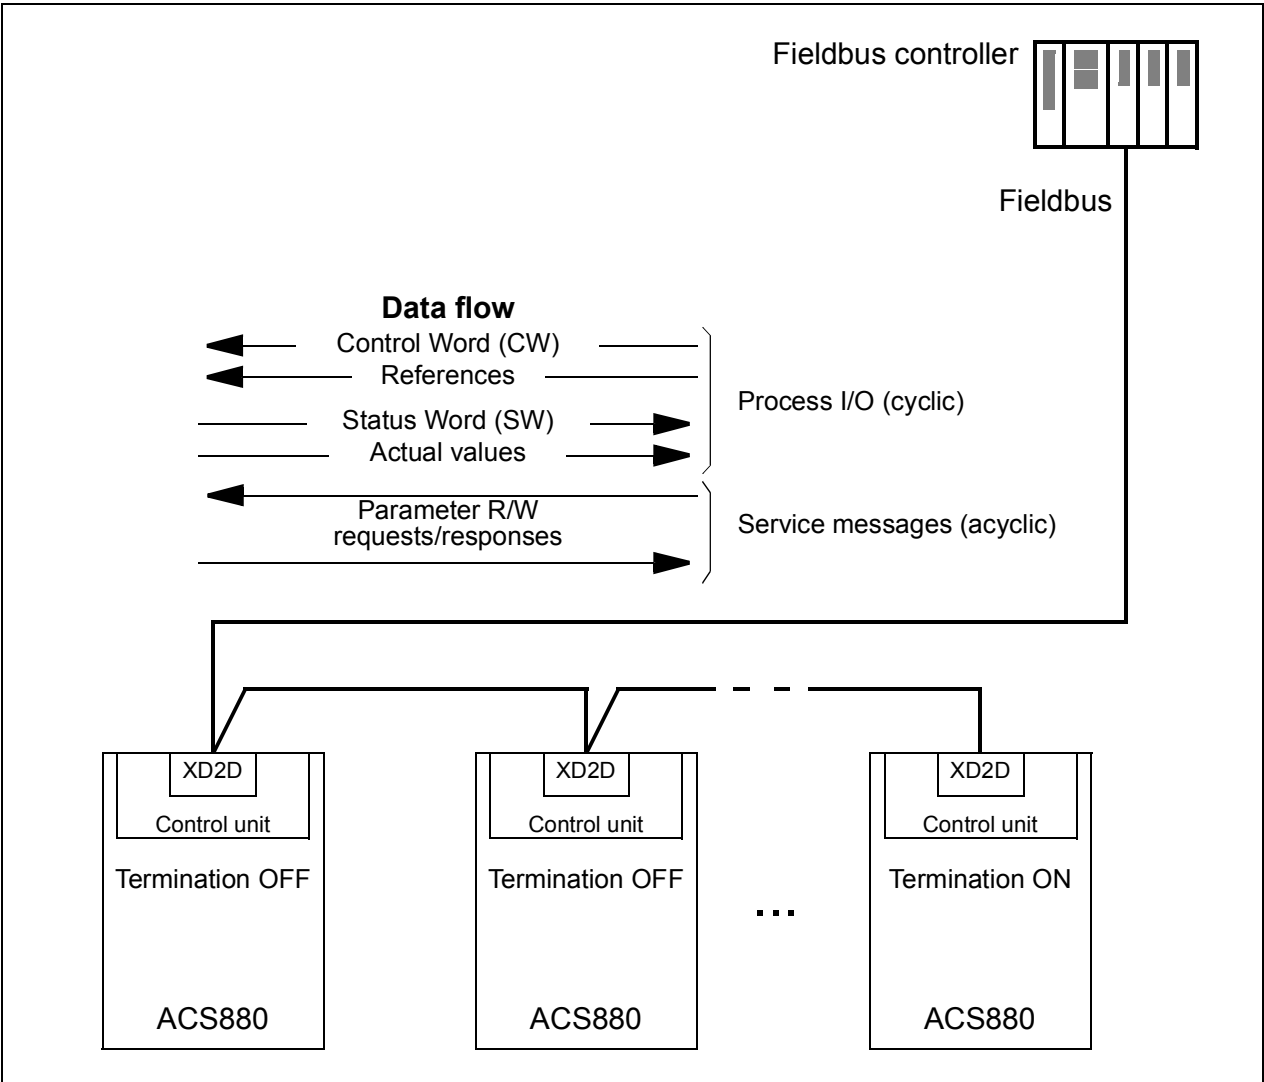 Fieldbus controller
Fieldbus
Data flow
Control Word (CW)
References
Status Word (SW)
Actual values
Process I/O (cyclic)
Parameter R/W
requests/responses
Service messages (acyclic)
XD2D
Control unit
Termination OFF
ACS880
XD2D
Control unit
Termination OFF
ACS880
...
XD2D
Control unit
Termination ON
ACS880